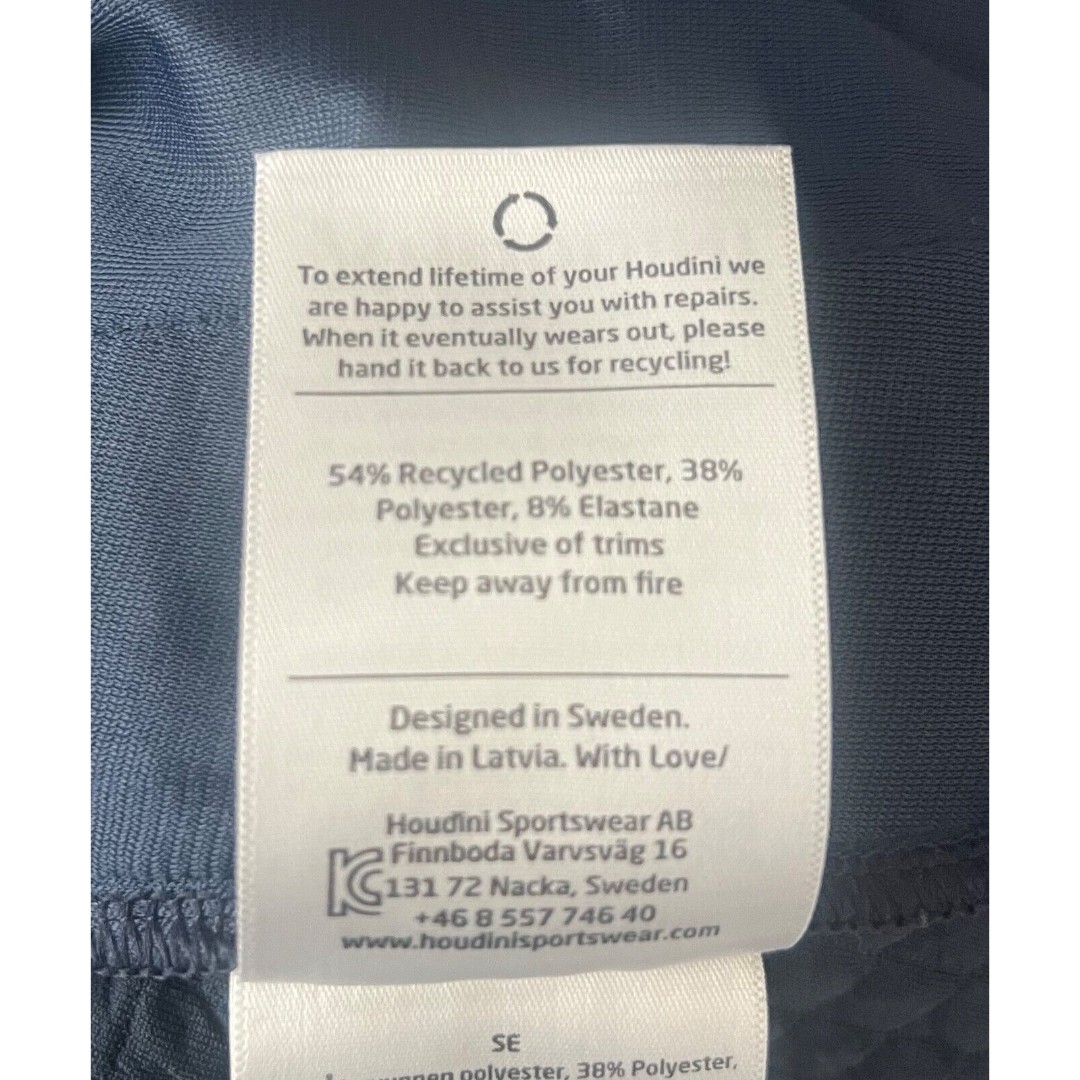 To extend lifetime of your Houdini we
are happy to assist you with repairs.
When it eventually wears out, please
hand it back to us for recycling!
54% Recycled Polyester, 38%
Polyester, 8% Elastane
Exclusive of trims
Keep away from fire
Designed in Sweden.
Made in Latvia. With Love/
Houdini Sportswear AB
Finnboda Varvsväg 16
131 72 Nacka, Sweden
+46 8 557 746 40
www.houdinisportswear.com
KC
SE
polyester, 38% Polyester,